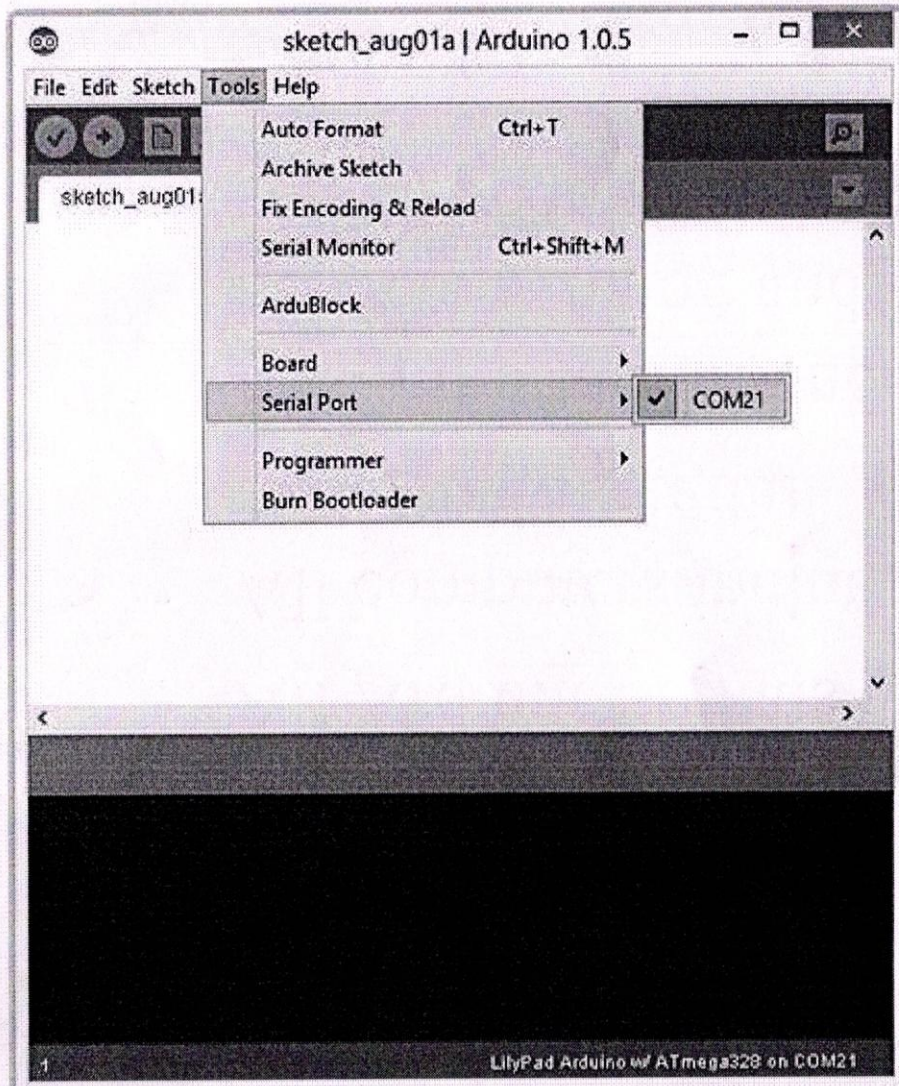 sketch_aug01a | Arduino 1.0.5
File Edit Sketch Tools Help
sketch_aug01a
Auto Format Ctrl+T
Archive Sketch
Fix Encoding & Reload
Serial Monitor Ctrl+Shift+M
ArduBlock
Board
Serial Port
COM21
Programmer
Burn Bootloader
1
LilyPad Arduino w/ ATmega328 on COM21